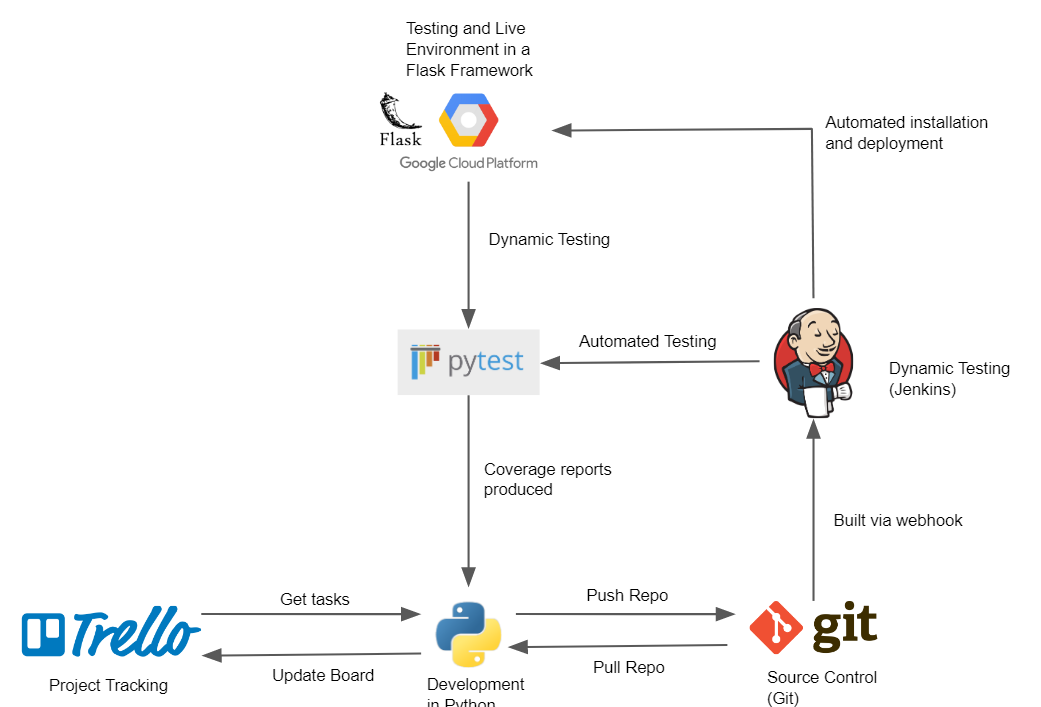 Testing and Live
Environment in a
Flask Framework
Flask
Google Cloud Platform
Automated installation
and deployment
Dynamic Testing
pytest
Automated Testing
Dynamic Testing
(Jenkins)
Coverage reports
produced
Built via webhook
Trello
Get tasks
Push Repo
git
Update Board
Pull Repo
Project Tracking
Development
in Python
Source Control
(Git)